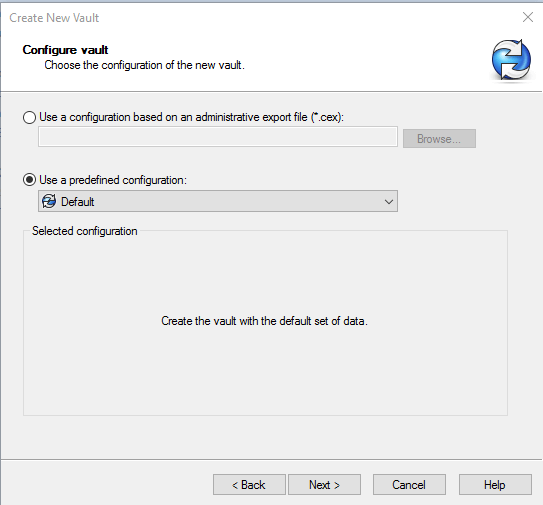 Create New Vault
Configure vault
Choose the configuration of the new vault.
Use a configuration based on an administrative export file (*.cex):
Browse...
Use a predefined configuration:
Default
Selected configuration
Create the vault with the default set of data.
< Back
Next >
Cancel
Help